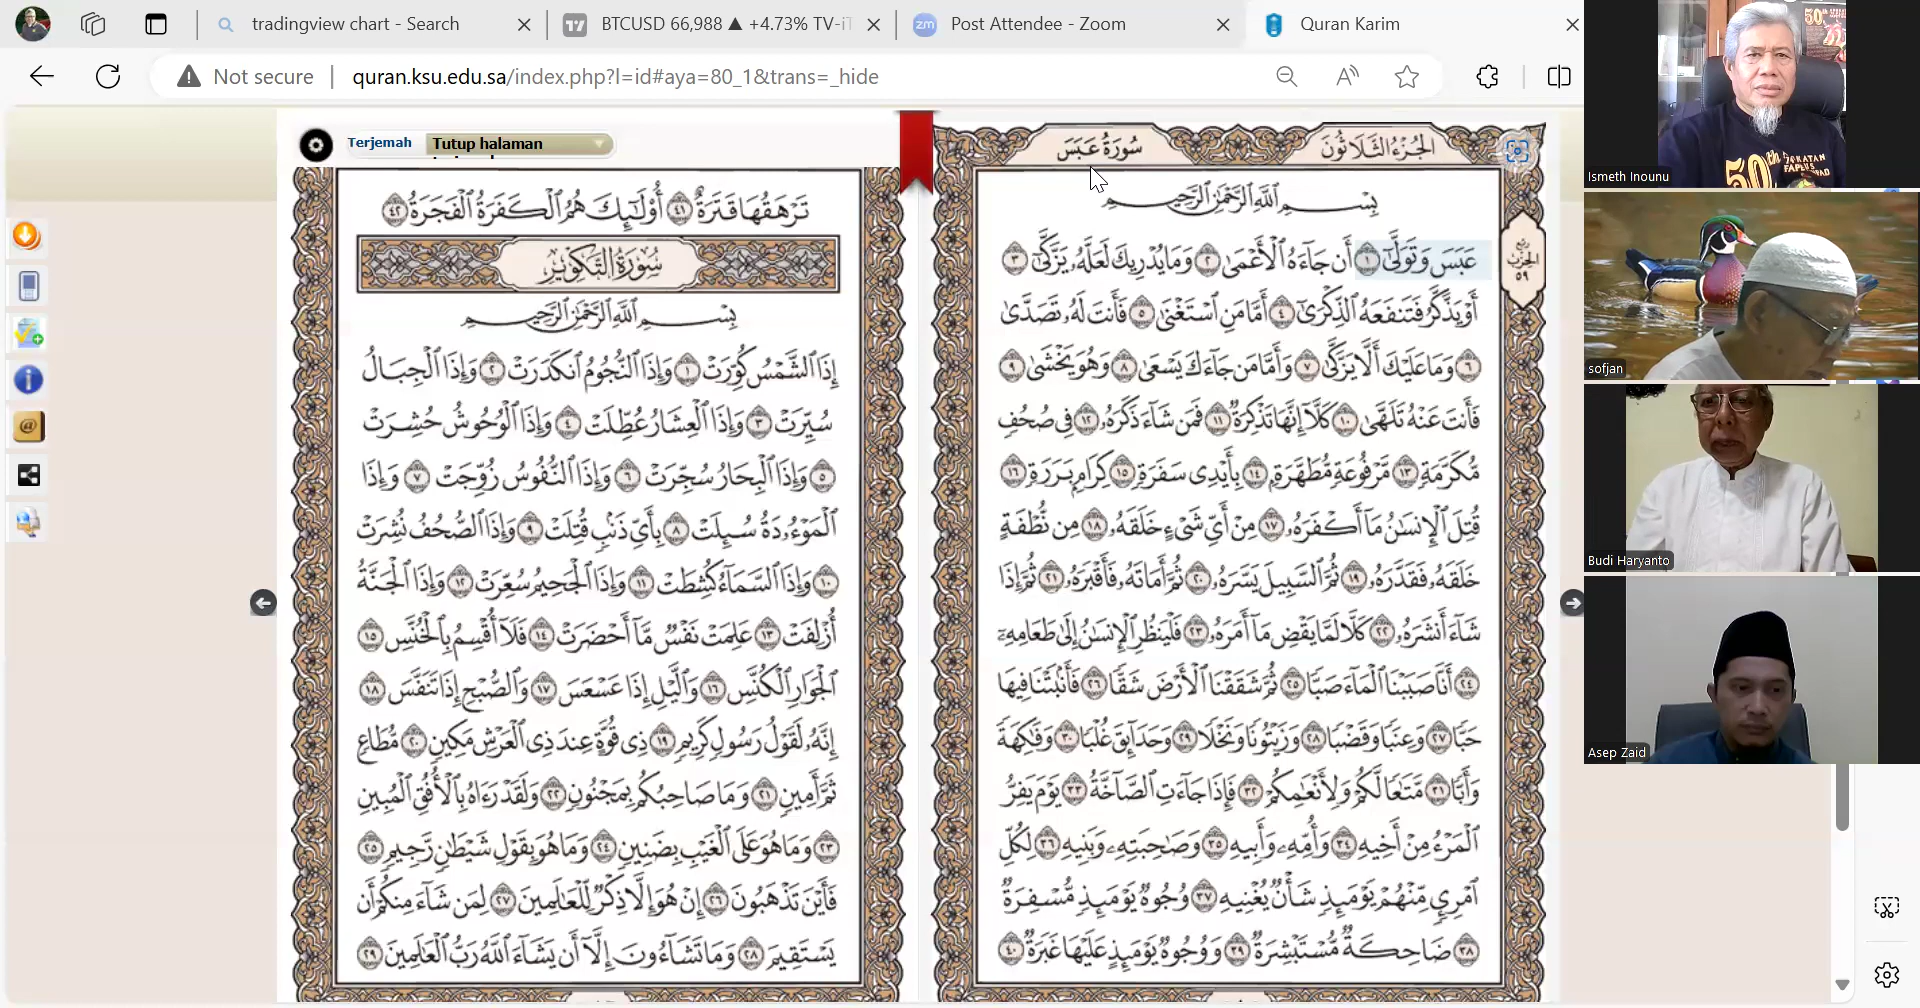 tradingview chart - Search
BTCUSD 66,988 ▲ +4.73% TV-iT
Post Attendee - Zoom
Quran Karim
Not secure
quran.ksu.edu.sa/index.php?l=id#aya=80_1&trans=_hide
Terjemah
Tutup halaman
الجزء الثلاثون
سورة عبس
ربع
الحزب
٥٩
بِسْمِ ٱللَّهِ ٱلرَّحْمَٰنِ ٱلرَّحِيمِ
عَبَسَ وَتَوَلَّىٰٓ ١ أَن جَآءَهُ ٱلْأَعْمَىٰ ٢ وَمَا يُدْرِيكَ لَعَلَّهُۥ يَزَّكَّىٰٓ ٣
أَوْ يَذَّكَّرُ فَتَنفَعَهُ ٱلذِّكْرَىٰٓ ٤ أَمَّا مَنِ ٱسْتَغْنَىٰ ٥ فَأَنتَ لَهُۥ تَصَدَّىٰ
٦ وَمَا عَلَيْكَ أَلَّا يَزَّكَّىٰ ٧ وَأَمَّا مَن جَآءَكَ يَسْعَىٰ ٨ وَهُوَ يَخْشَىٰ ٩
فَأَنتَ عَنْهُ تَلَهَّىٰ ١٠ كَلَّآ إِنَّهَا تَذْكِرَةٌ ١١ فَمَن شَآءَ ذَكَرَهُۥ ١٢ فِى صُحُفٍ
مُّكَرَّمَةٍ ١٣ مَّرْفُوعَةٍ مُّطَهَّرَةٍۭ ١٤ بِأَيْدِى سَفَرَةٍ ١٥ كِرَامٍۭ بَرَرَةٍ ١٦
قُتِلَ ٱلْإِنسَٰنُ مَآ أَكْفَرَهُۥ ١٧ مِنْ أَىِّ شَىْءٍ خَلَقَهُۥ ١٨ مِن نُّطْفَةٍ
خَلَقَهُۥ فَقَدَّرَهُۥ ١٩ ثُمَّ ٱلسَّبِيلَ يَسَّرَهُۥ ٢٠ ثُمَّ أَمَاتَهُۥ فَأَقْبَرَهُۥ ٢١ ثُمَّ إِذَا
شَآءَ أَنشَرَهُۥ ٢٢ كَلَّا لَمَّا يَقْضِ مَآ أَمَرَهُۥ ٢٣ فَلْيَنظُرِ ٱلْإِنسَٰنُ إِلَىٰ طَعَامِهِۦٓ
٢٤ أَنَّا صَبَبْنَا ٱلْمَآءَ صَبًّا ٢٥ ثُمَّ شَقَقْنَا ٱلْأَرْضَ شَقًّا ٢٦ فَأَنۢبَتْنَا فِيهَا
حَبًّا ٢٧ وَعِنَبًا وَقَضْبًا ٢٨ وَزَيْتُونًا وَنَخْلًا ٢٩ وَحَدَآئِقَ غُلْبًا ٣٠ وَفَٰكِهَةً
وَأَبًّا ٣١ مَّتَٰعًا لَّكُمْ وَلِأَنْعَٰمِكُمْ ٣٢ فَإِذَا جَآءَتِ ٱلصَّآخَّةُ ٣٣ يَوْمَ يَفِرُّ
ٱلْمَرْءُ مِنْ أَخِيهِ ٣٤ وَأُمِّهِۦ وَأَبِيهِ ٣٥ وَصَٰحِبَتِهِۦ وَبَنِيهِ ٣٦ لِكُلِّ
ٱمْرِئٍ مِّنْهُمْ يَوْمَئِذٍ شَأْنٌ يُغْنِيهِ ٣٧ وُجُوهٌ يَوْمَئِذٍ مُّسْفِرَةٌ
٣٨ ضَاحِكَةٌ مُّسْتَبْشِرَةٌ ٣٩ وَوُجُوهٌ يَوْمَئِذٍ عَلَيْهَا غَبَرَةٌ ٤٠
تَرْهَقُهَا قَتَرَةٌ ٤١ أُو۟لَٰٓئِكَ هُمُ ٱلْكَفَرَةُ ٱلْفَجَرَةُ ٤٢
سورة التكوير
بِسْمِ ٱللَّهِ ٱلرَّحْمَٰنِ ٱلرَّحِيمِ
إِذَا ٱلشَّمْسُ كُوِّرَتْ ١ وَإِذَا ٱلنُّجُومُ ٱنكَدَرَتْ ٢ وَإِذَا ٱلْجِبَالُ
سُيِّرَتْ ٣ وَإِذَا ٱلْعِشَارُ عُطِّلَتْ ٤ وَإِذَا ٱلْوُحُوشُ حُشِرَتْ
٥ وَإِذَا ٱلْبِحَارُ سُجِّرَتْ ٦ وَإِذَا ٱلنُّفُوسُ زُوِّجَتْ ٧ وَإِذَا
ٱلْمَوْءُۥدَةُ سُئِلَتْ ٨ بِأَىِّ ذَنۢبٍ قُتِلَتْ ٩ وَإِذَا ٱلصُّحُفُ نُشِرَتْ
١٠ وَإِذَا ٱلسَّمَآءُ كُشِطَتْ ١١ وَإِذَا ٱلْجَحِيمُ سُعِّرَتْ ١٢ وَإِذَا ٱلْجَنَّةُ
أُزْلِفَتْ ١٣ عَلِمَتْ نَفْسٌ مَّآ أَحْضَرَتْ ١٤ فَلَآ أُقْسِمُ بِٱلْخُنَّسِ ١٥
ٱلْجَوَارِ ٱلْكُنَّسِ ١٦ وَٱلَّيْلِ إِذَا عَسْعَسَ ١٧ وَٱلصُّبْحِ إِذَا تَنَفَّسَ ١٨
إِنَّهُۥ لَقَوْلُ رَسُولٍ كَرِيمٍ ١٩ ذِى قُوَّةٍ عِندَ ذِى ٱلْعَرْشِ مَكِينٍ ٢٠ مُّطَاعٍ
ثَمَّ أَمِينٍ ٢١ وَمَا صَاحِبُكُم بِمَجْنُونٍ ٢٢ وَلَقَدْ رَءَاهُ بِٱلْأُفُقِ ٱلْمُبِينِ
٢٣ وَمَا هُوَ عَلَى ٱلْغَيْبِ بِضَنِينٍ ٢٤ وَمَا هُوَ بِقَوْلِ شَيْطَٰنٍ رَّجِيمٍ ٢٥
فَأَيْنَ تَذْهَبُونَ ٢٦ إِنْ هُوَ إِلَّا ذِكْرٌ لِّلْعَٰلَمِينَ ٢٧ لِمَن شَآءَ مِنكُمْ أَن
يَسْتَقِيمَ ٢٨ وَمَا تَشَآءُونَ إِلَّآ أَن يَشَآءَ ٱللَّهُ رَبُّ ٱلْعَٰلَمِينَ ٢٩
50th
Ismeth Inounu
sofjan
Budi Haryanto
Asep Zaid